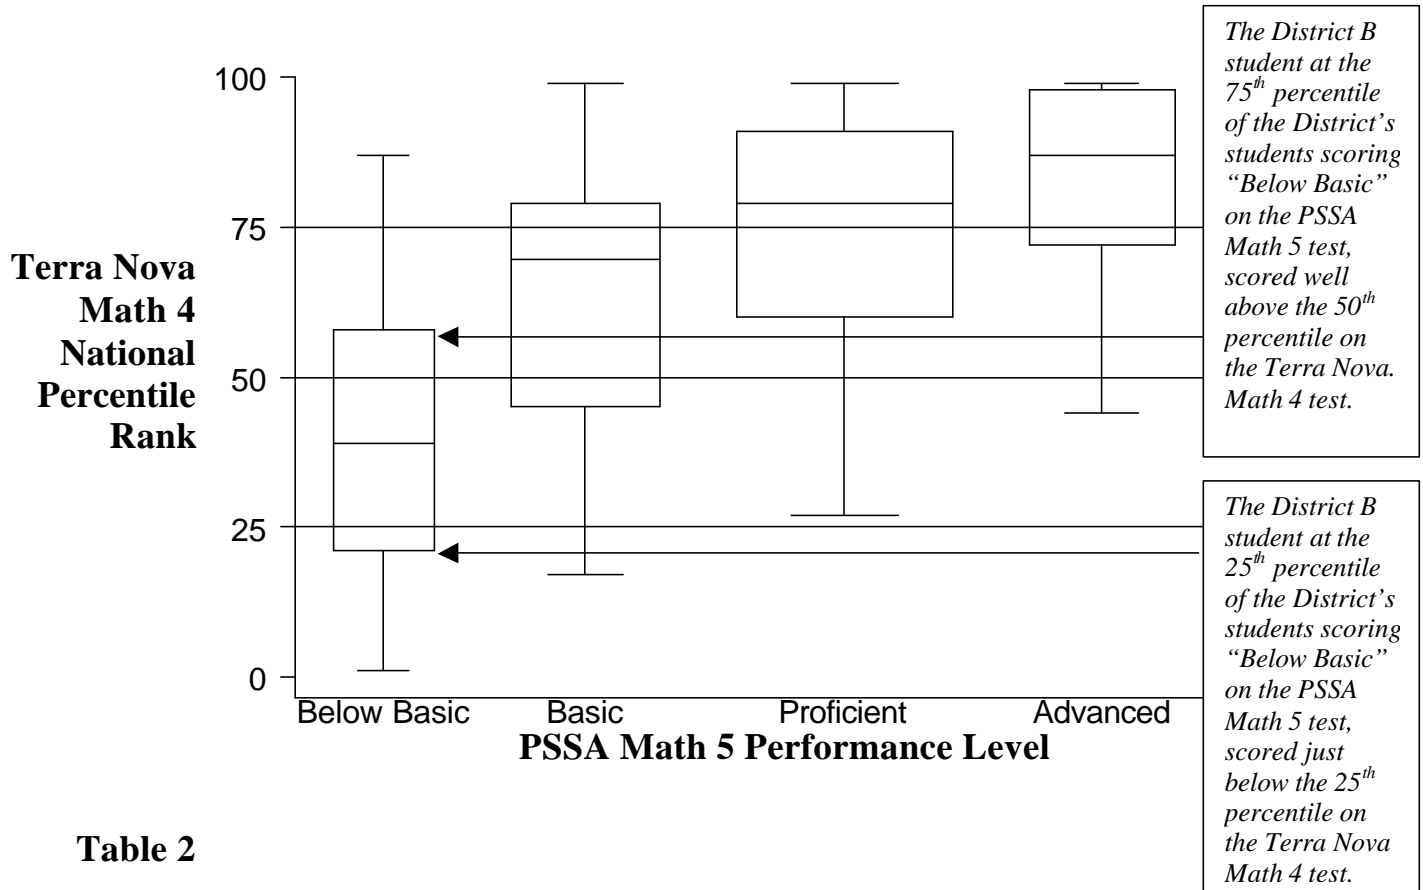 100
75
50
25
0
Terra Nova
Math 4
National
Percentile
Rank
Below Basic
Basic
Proficient
Advanced
PSSA Math 5 Performance Level
The District B
student at the
75th percentile
of the District's
students scoring
“Below Basic”
on the PSSA
Math 5 test,
scored well
above the 50th
percentile on
the Terra Nova.
Math 4 test.
The District B
student at the
25th percentile
of the District's
students scoring
“Below Basic”
on the PSSA
Math 5 test,
scored just
below the 25th
percentile on
the Terra Nova
Math 4 test.
Table 2